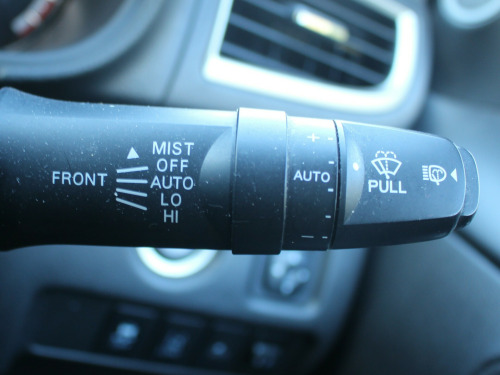 MIST
OFF
FRONT AUTO
LO
HI
+
AUTO
-
PULL